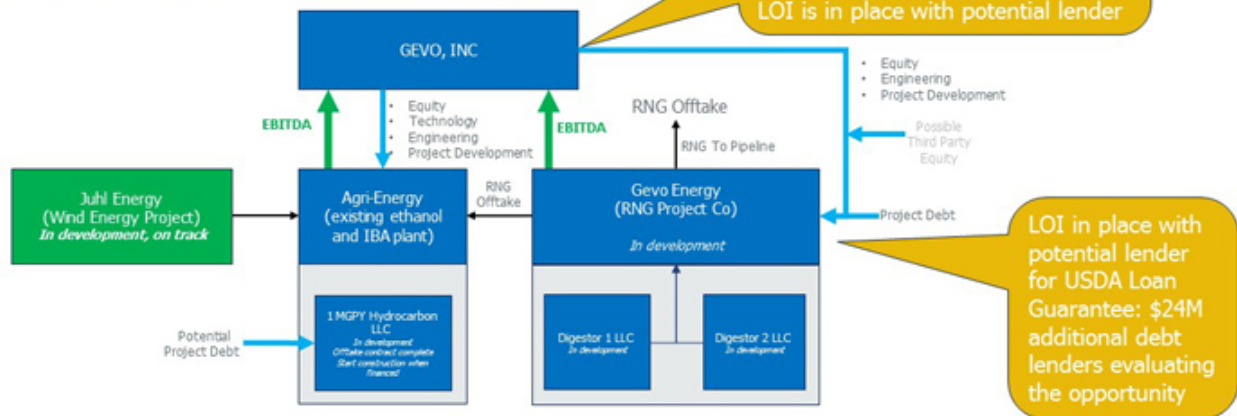 LOI is in place with potential lender
GEVO, INC
• Equity
• Engineering
• Project Development
EBITDA
• Equity
• Technology
• Engineering
• Project Development
EBITDA
RNG Offtake
RNG To Pipeline
Possible
Third Party
Equity
Juhl Energy
(Wind Energy Project)
In development, on track
Agri-Energy
(existing ethanol
and IBA plant)
RNG
Offtake
Gevo Energy
(RNG Project Co)
In development
Project Debt
LOI in place with
potential lender
for USDA Loan
Guarantee: $24M
additional debt
lenders evaluating
the opportunity
Potential
Project Debt
1 MGPY Hydrocarbon
LLC
In development
Offtake contract complete
Start construction when
financed
Digestor 1 LLC
In development
Digestor 2 LLC
In development